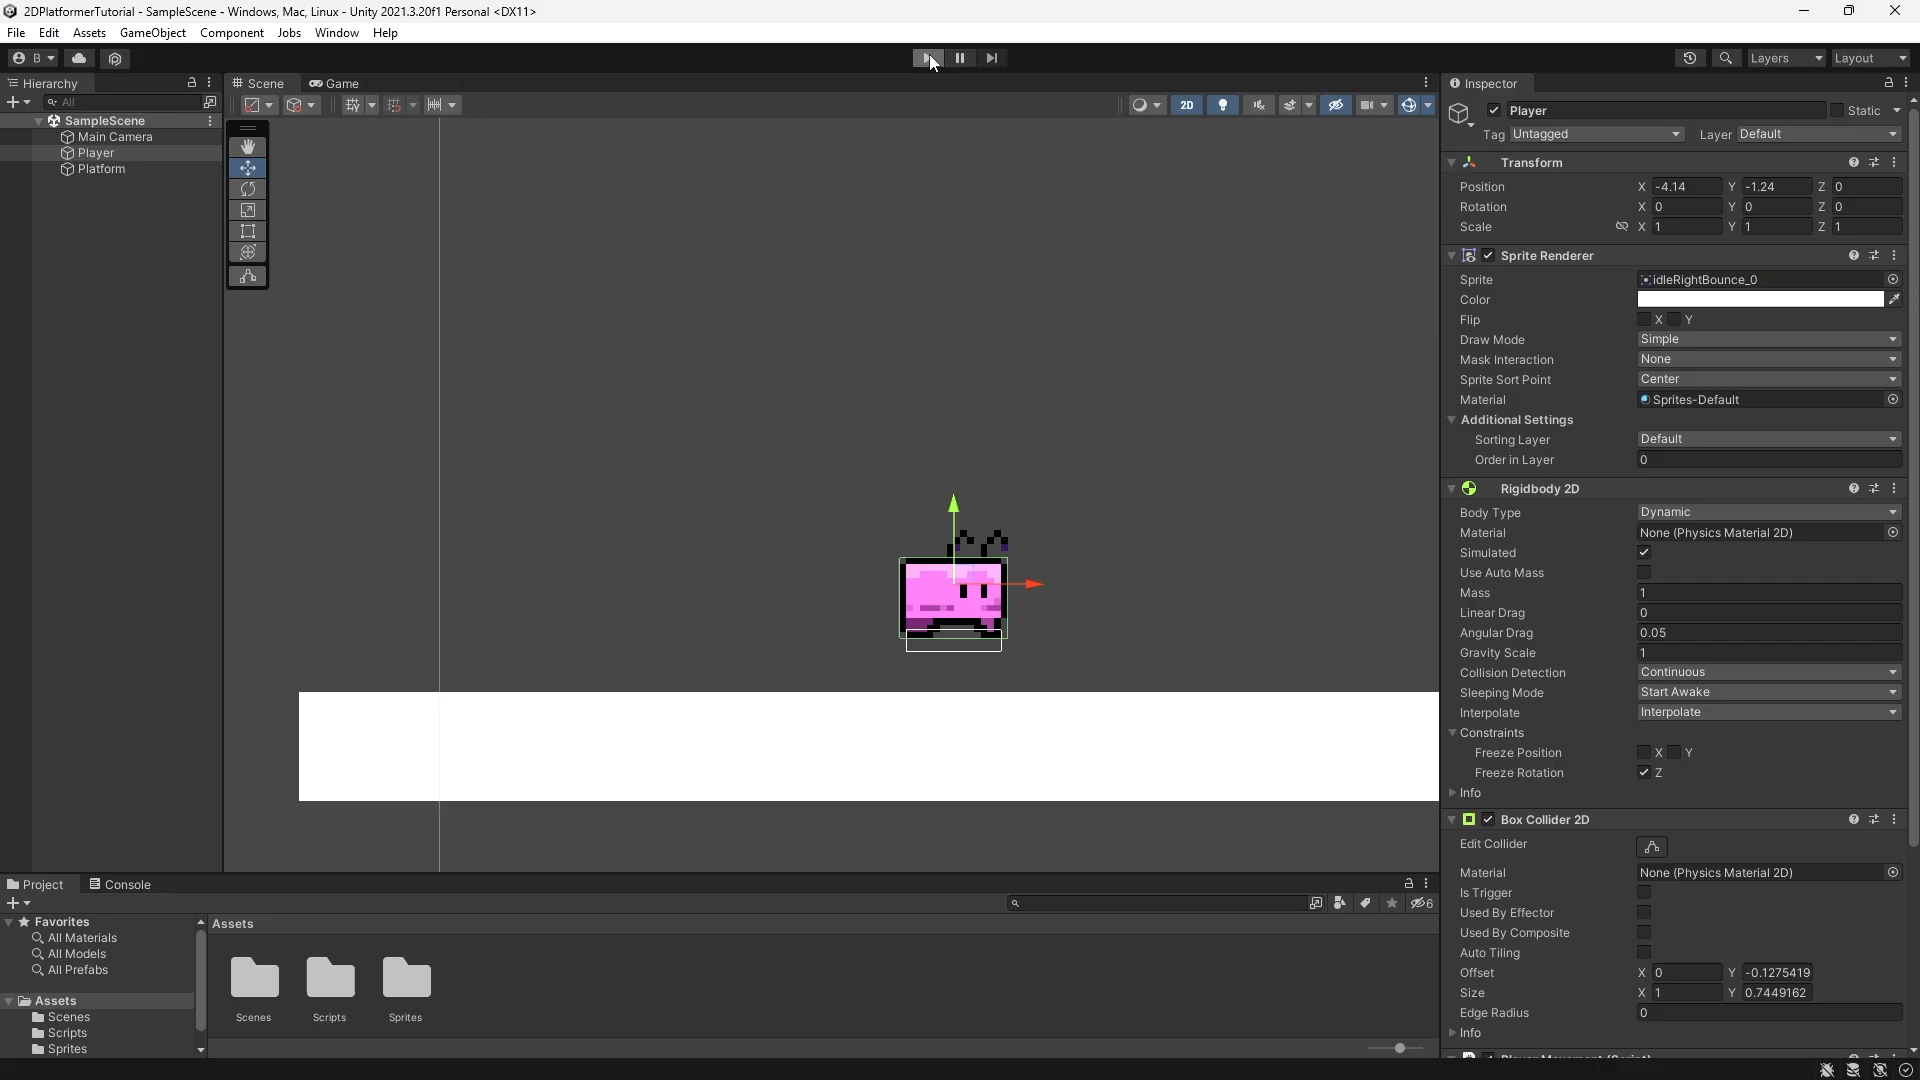 2DPlatformerTutorial - SampleScene - Windows, Mac, Linux - Unity 2021.3.20f1 Personal <DX11>
File Edit Assets GameObject Component Jobs Window Help
B
Layers
Layout
Hierarchy
All
SampleScene
Main Camera
Player
Platform
Scene
Game
2D
Inspector
Player
Static
Tag Untagged Layer Default
Transform
Position X -4.14 Y -1.24 Z 0
Rotation X 0 Y 0 Z 0
Scale X 1 Y 1 Z 1
Sprite Renderer
Sprite idleRightBounce_0
Color
Flip X Y
Draw Mode Simple
Mask Interaction None
Sprite Sort Point Center
Material Sprites-Default
Additional Settings
Sorting Layer Default
Order in Layer 0
Rigidbody 2D
Body Type Dynamic
Material None (Physics Material 2D)
Simulated
Use Auto Mass
Mass 1
Linear Drag 0
Angular Drag 0.05
Gravity Scale 1
Collision Detection Continuous
Sleeping Mode Start Awake
Interpolate Interpolate
Constraints
Freeze Position X Y
Freeze Rotation Z
Info
Box Collider 2D
Edit Collider
Material None (Physics Material 2D)
Is Trigger
Used By Effector
Used By Composite
Auto Tiling
Offset X 0 Y -0.1275419
Size X 1 Y 0.7449162
Edge Radius 0
Info
Player Movement (Script)
Project
Console
6
Favorites
All Materials
All Models
All Prefabs
Assets
Scenes
Scripts
Sprites
Assets
Scenes
Scripts
Sprites